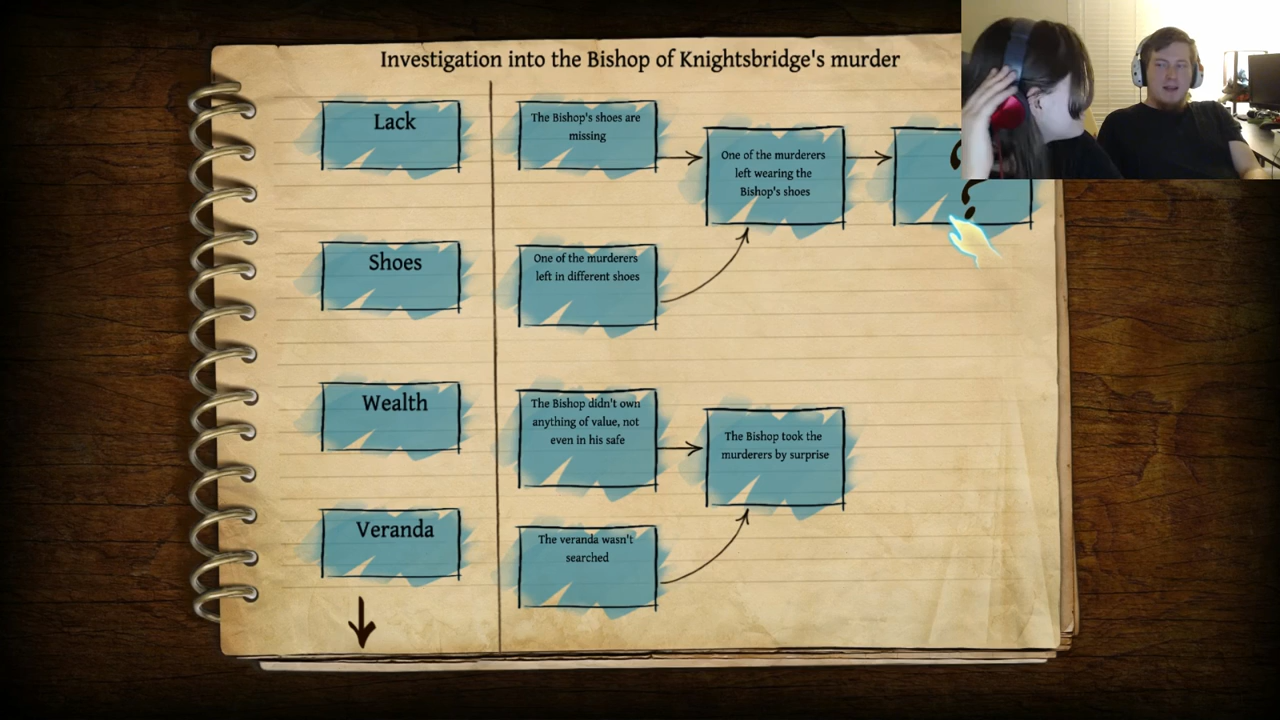 Investigation into the Bishop of Knightsbridge's murder
Lack
The Bishop's shoes are
missing
One of the murderers
left wearing the
Bishop's shoes
?
Shoes
One of the murderers
left in different shoes
Wealth
The Bishop didn't own
anything of value, not
even in his safe
The Bishop took the
murderers by surprise
Veranda
The veranda wasn't
searched